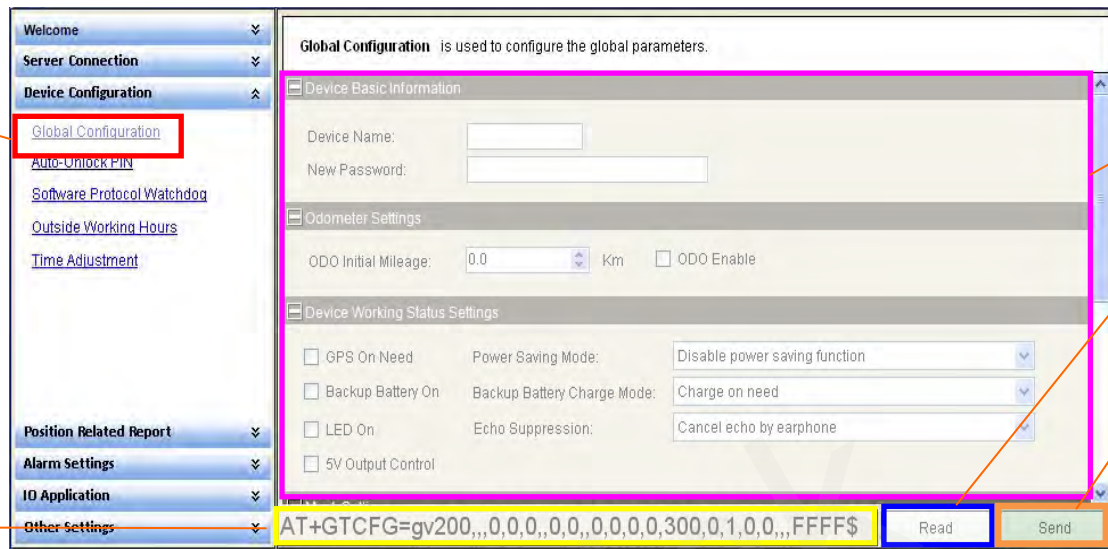 Welcome
Server Connection
Device Configuration
Global Configuration
Auto-Unlock PIN
Software Protocol Watchdog
Outside Working Hours
Time Adjustment
Position Related Report
Alarm Settings
IO Application
Other Settings
Global Configuration is used to configure the global parameters.
Device Basic Information
Device Name:
New Password:
Odometer Settings
ODO Initial Mileage: 0.0 Km ODO Enable
Device Working Status Settings
GPS On Need Power Saving Mode: Disable power saving function
Backup Battery On Backup Battery Charge Mode: Charge on need
LED On Echo Suppression: Cancel echo by earphone
5V Output Control
AT+GTCFG=gv200,,,0,0,0,,0,0,,0,0,0,0,300,0,1,0,0,,,FFFF$ Read Send